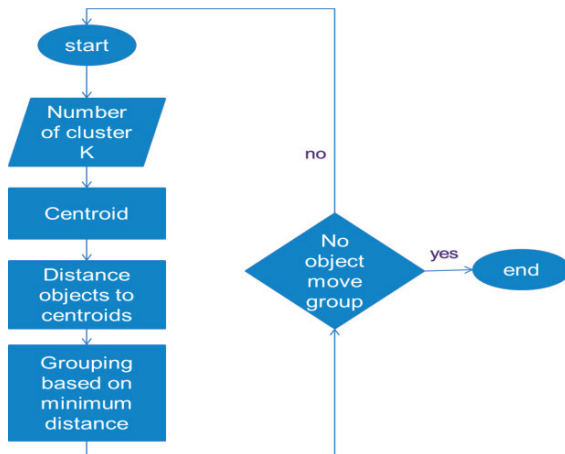 start
Number
of cluster
K
Centroid
Distance
objects to
centroids
Grouping
based on
minimum
distance
no
No
object
move
group
yes
end